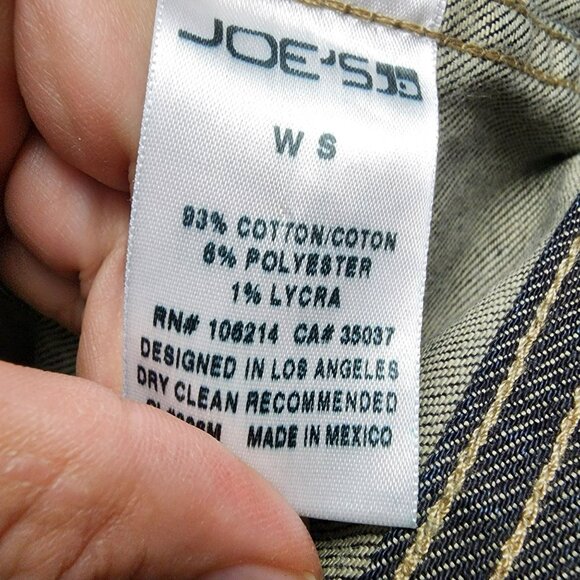 JOE'S
W S
93% COTTON/COTON
6% POLYESTER
1% LYCRA
RN# 106214 CA# 35037
DESIGNED IN LOS ANGELES
DRY CLEAN RECOMMENDED
MADE IN MEXICO